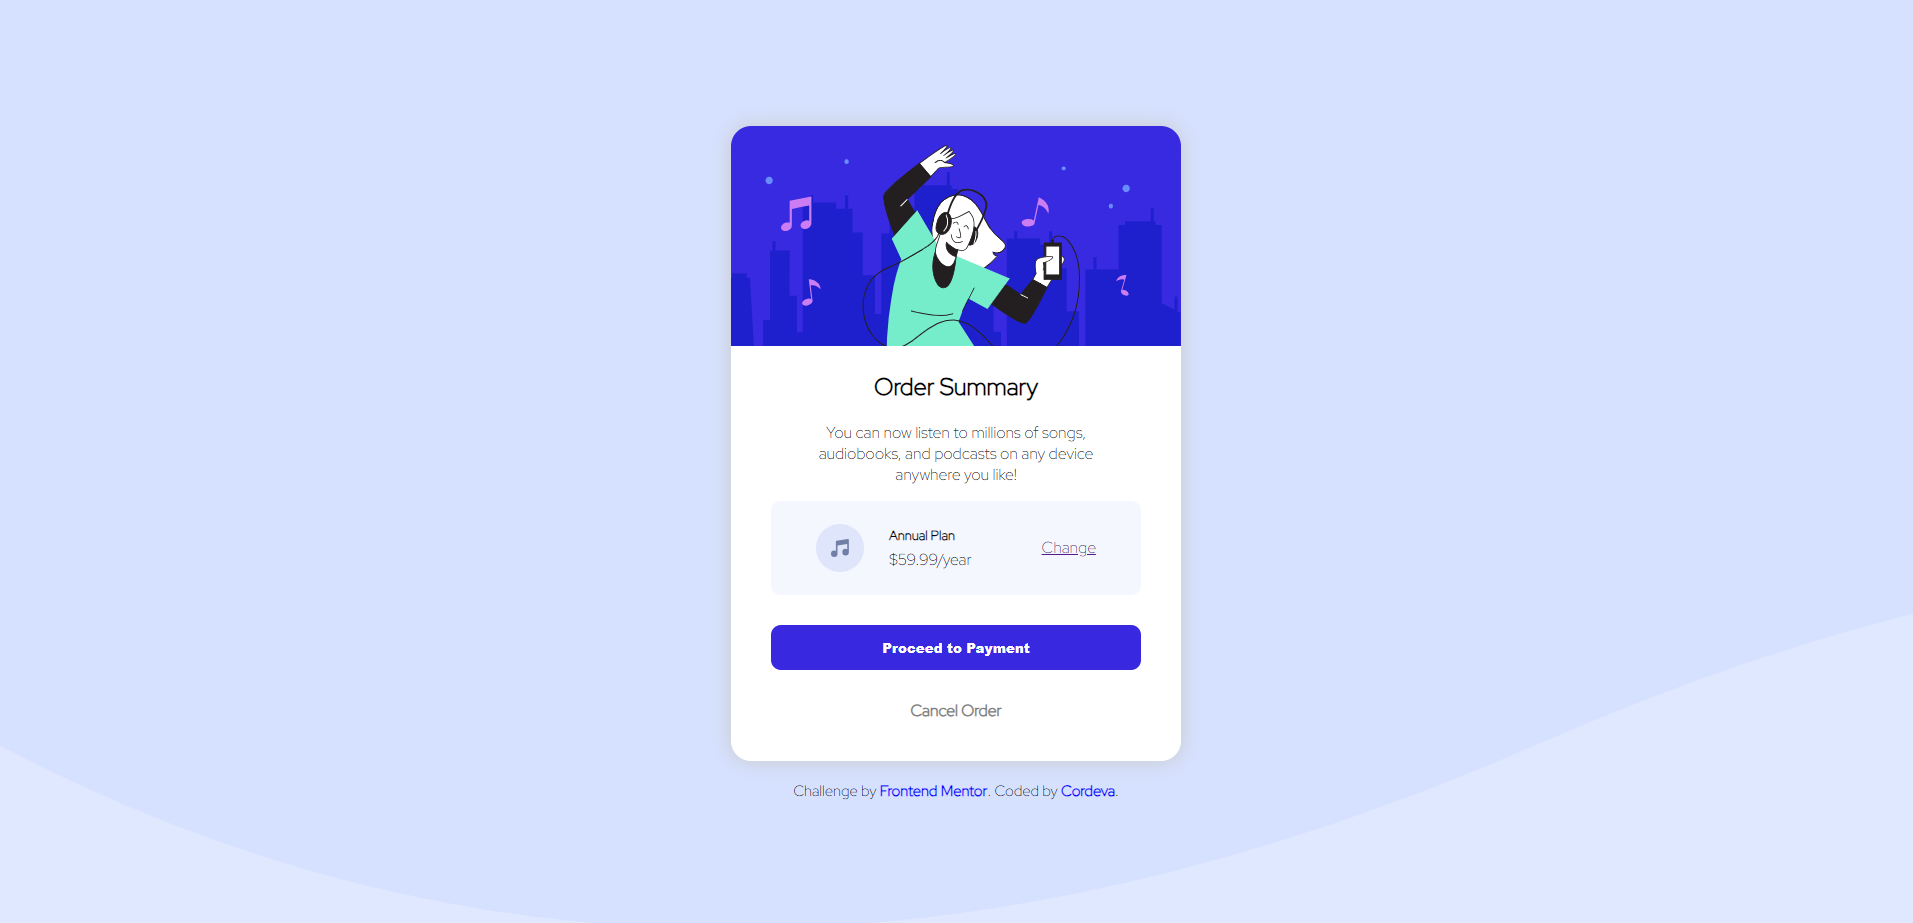 Order Summary
You can now listen to millions of songs,
audiobooks, and podcasts on any device
anywhere you like!
Annual Plan
$59.99/year
Change
Proceed to Payment
Cancel Order
Challenge by Frontend Mentor. Coded by Cordeva.